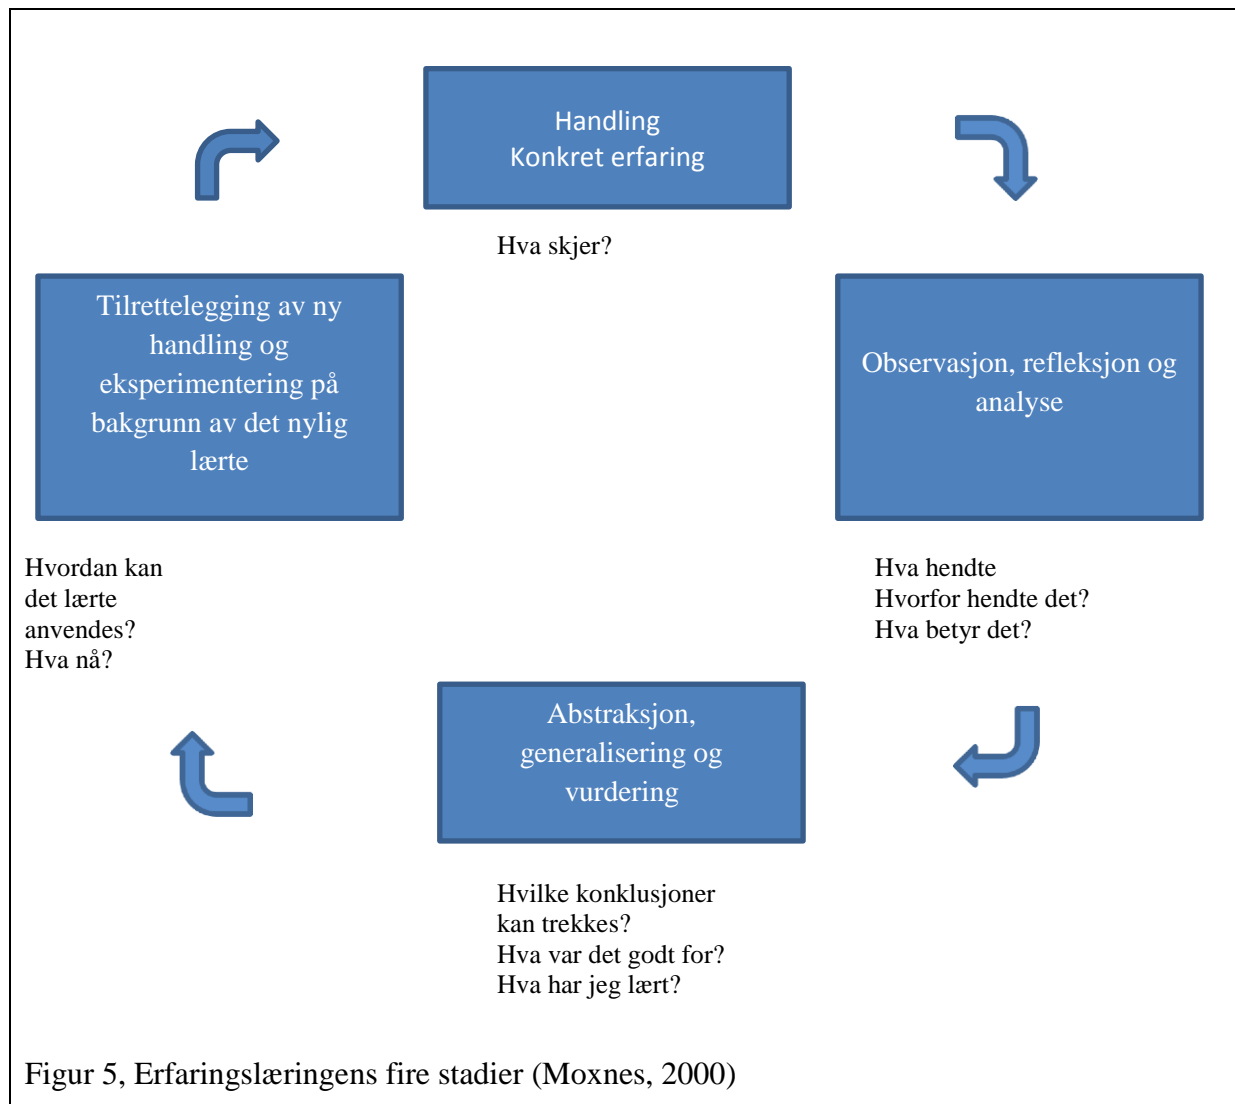 Handling
Konkret erfaring
Hva skjer?
Observasjon, refleksjon og
analyse
Hva hendte
Hvorfor hendte det?
Hva betyr det?
Abstraksjon,
generalisering og
vurdering
Hvilke konklusjoner
kan trekkes?
Hva var det godt for?
Hva har jeg lært?
Tilrettelegging av ny
handling og
eksperimentering på
bakgrunn av det nylig
lærte
Hvordan kan
det lærte
anvendes?
Hva nå?
Figur 5, Erfaringslæringens fire stadier (Moxnes, 2000)